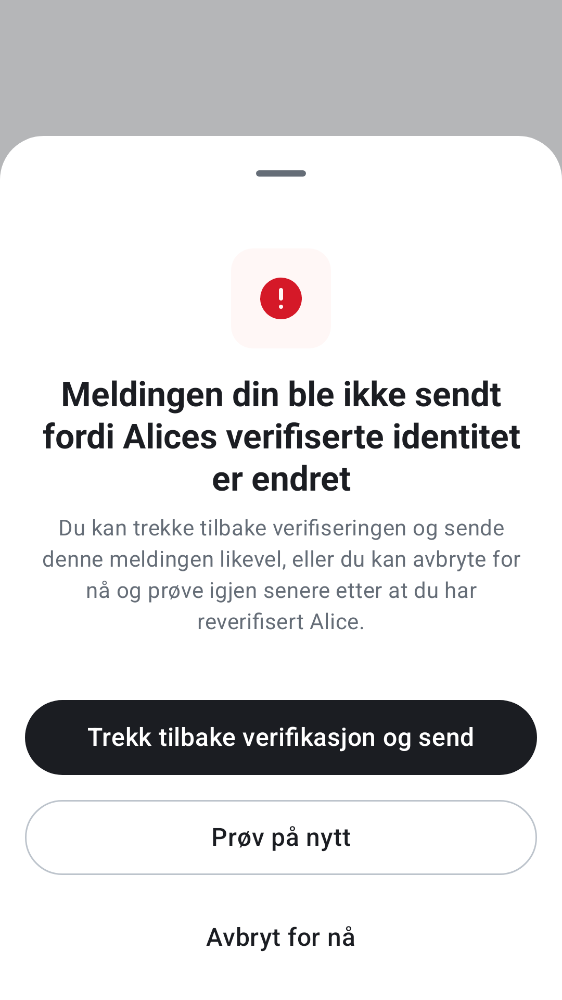 Meldingen din ble ikke sendt
fordi Alices verifiserte identitet
er endret
Du kan trekke tilbake verifiseringen og sende
denne meldingen likevel, eller du kan avbryte for
nå og prøve igjen senere etter at du har
reverifisert Alice.
Trekk tilbake verifikasjon og send
Prøv på nytt
Avbryt for nå